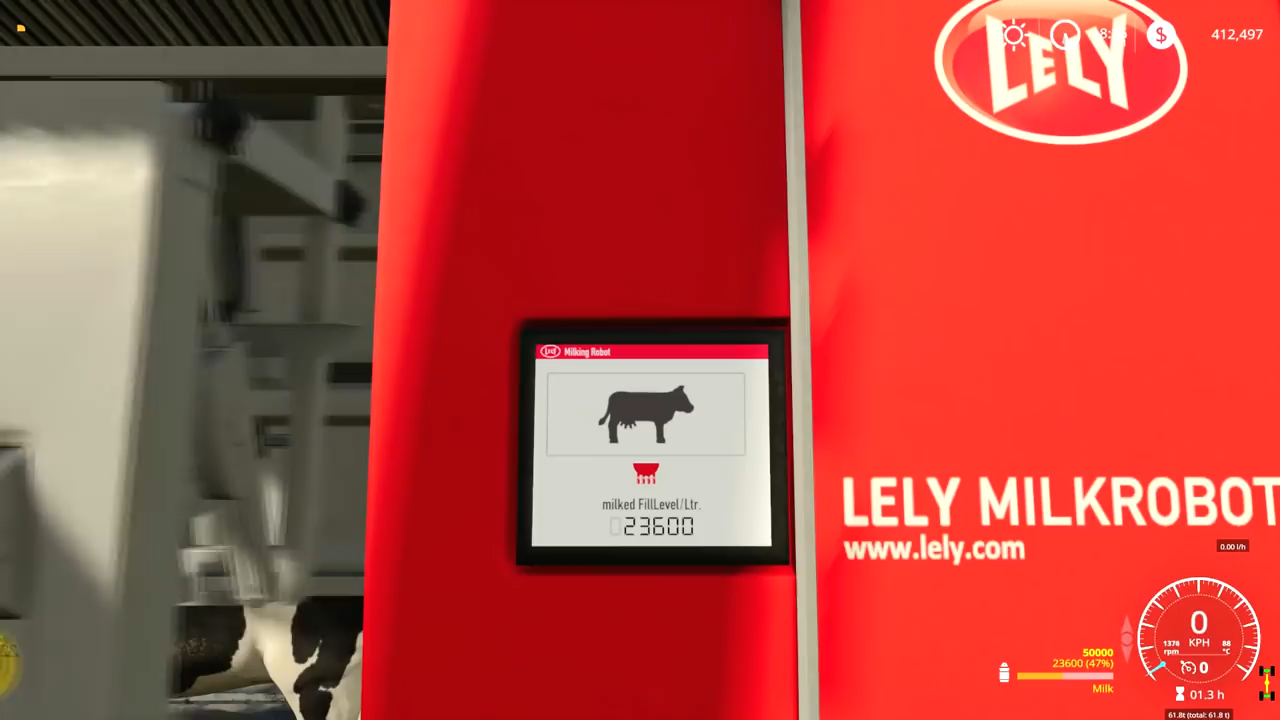 LELY
412,497
LELY Milking Robot
milked FillLevel/Ltr.
23600
LELY MILKROBOT
www.lely.com
0.00 l/h
50000
23600 (47%)
Milk
0
KPH
1376
rpm
88
°C
0
01.3 h
61.8t (total: 61.8 t)